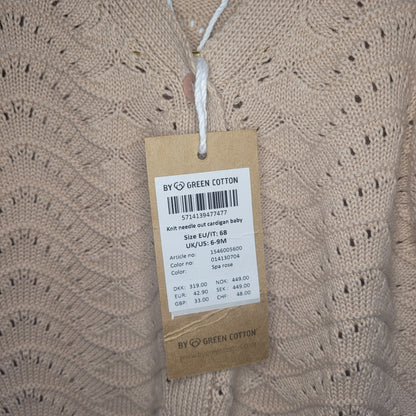 BY GREEN COTTON
5714139477477
Knit needle out cardigan baby
Size EU/IT: 68
UK/US: 6-9M
Article no: 1546005600
Color no: 014130704
Color: Spa rose
DKK: 319.00 NOK: 449.00
EUR: 42.90 SEK: 449.00
GBP: 33.00 CHF: 48.00
BY GREEN COTTON